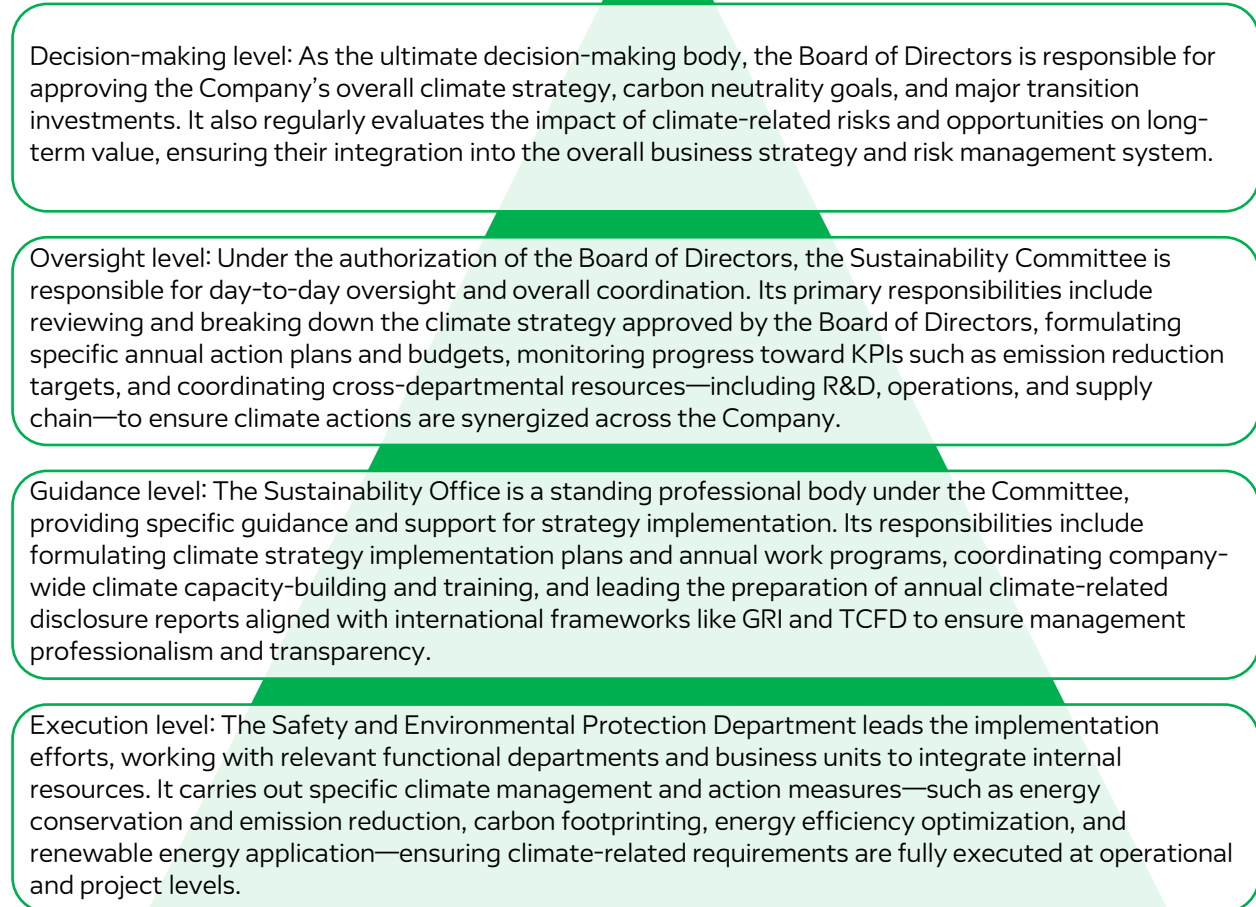 Decision-making level: As the ultimate decision-making body, the Board of Directors is responsible for
approving the Company's overall climate strategy, carbon neutrality goals, and major transition
investments. It also regularly evaluates the impact of climate-related risks and opportunities on long-
term value, ensuring their integration into the overall business strategy and risk management system.
Oversight level: Under the authorization of the Board of Directors, the Sustainability Committee is
responsible for day-to-day oversight and overall coordination. Its primary responsibilities include
reviewing and breaking down the climate strategy approved by the Board of Directors, formulating
specific annual action plans and budgets, monitoring progress toward KPIs such as emission reduction
targets, and coordinating cross-departmental resources—including R&D, operations, and supply
chain—to ensure climate actions are synergized across the Company.
Guidance level: The Sustainability Office is a standing professional body under the Committee,
providing specific guidance and support for strategy implementation. Its responsibilities include
formulating climate strategy implementation plans and annual work programs, coordinating company-
wide climate capacity-building and training, and leading the preparation of annual climate-related
disclosure reports aligned with international frameworks like GRI and TCFD to ensure management
professionalism and transparency.
Execution level: The Safety and Environmental Protection Department leads the implementation
efforts, working with relevant functional departments and business units to integrate internal
resources. It carries out specific climate management and action measures—such as energy
conservation and emission reduction, carbon footprinting, energy efficiency optimization, and
renewable energy application—ensuring climate-related requirements are fully executed at operational
and project levels.